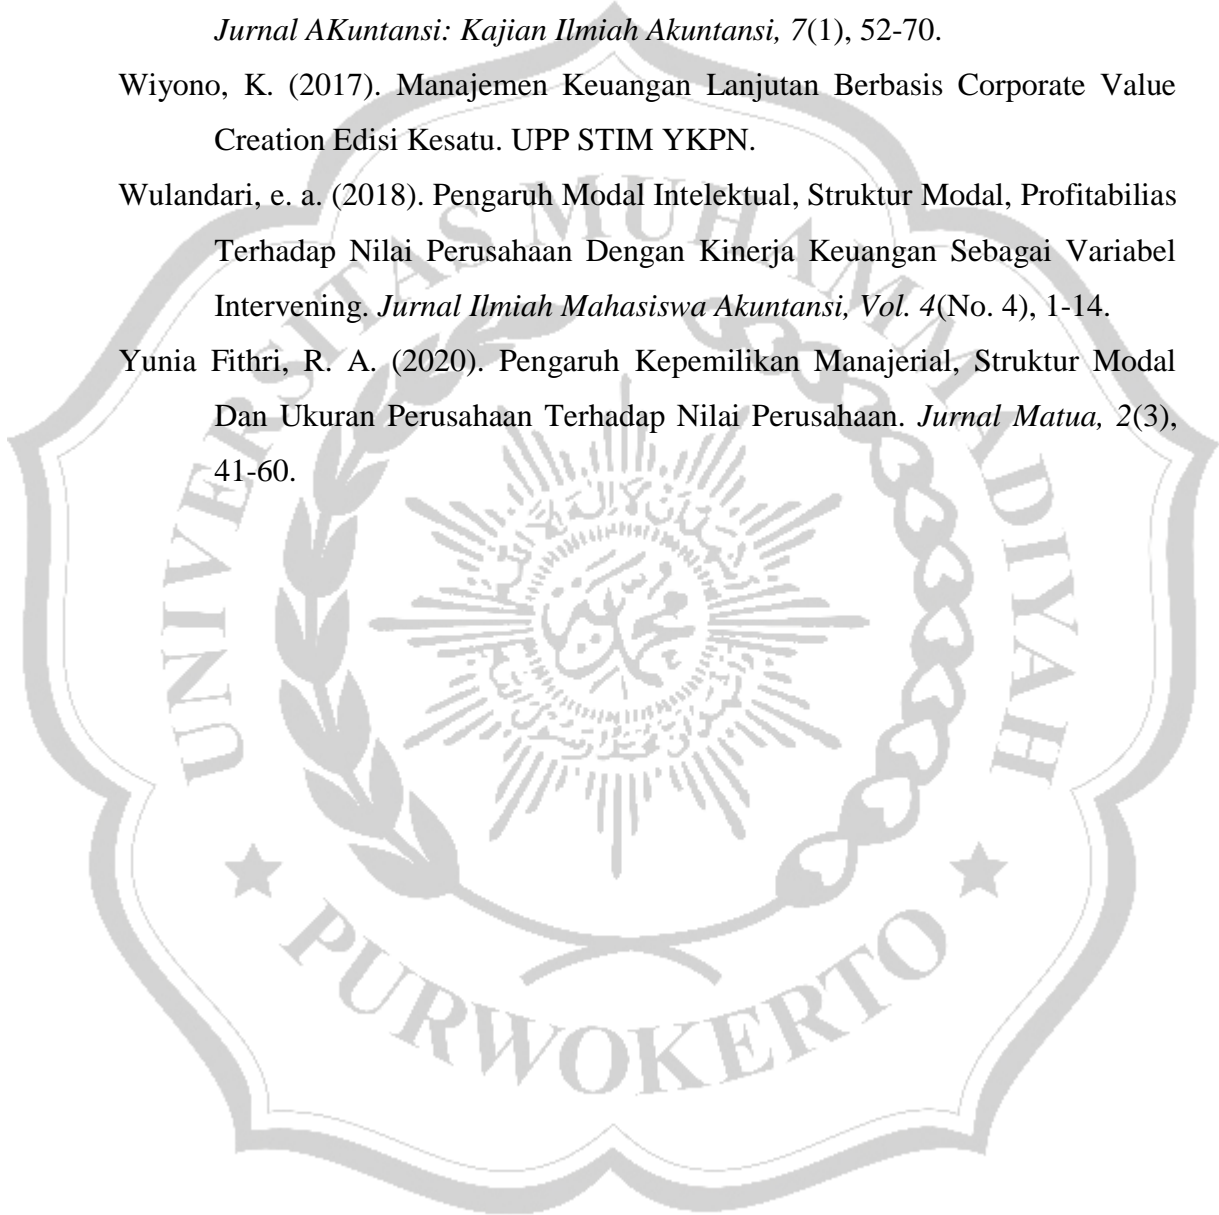 Jurnal AKuntansi: Kajian Ilmiah Akuntansi, 7(1), 52-70.
Wiyono, K. (2017). Manajemen Keuangan Lanjutan Berbasis Corporate Value
Creation Edisi Kesatu. UPP STIM YKPN.
Wulandari, e. a. (2018). Pengaruh Modal Intelektual, Struktur Modal, Profitabilias
Terhadap Nilai Perusahaan Dengan Kinerja Keuangan Sebagai Variabel
Intervening. Jurnal Ilmiah Mahasiswa Akuntansi, Vol. 4(No. 4), 1-14.
Yunia Fithri, R. A. (2020). Pengaruh Kepemilikan Manajerial, Struktur Modal
Dan Ukuran Perusahaan Terhadap Nilai Perusahaan. Jurnal Matua, 2(3),
41-60.
UNIVERSITAS MUHAMMADIYAH
PURWOKERTO